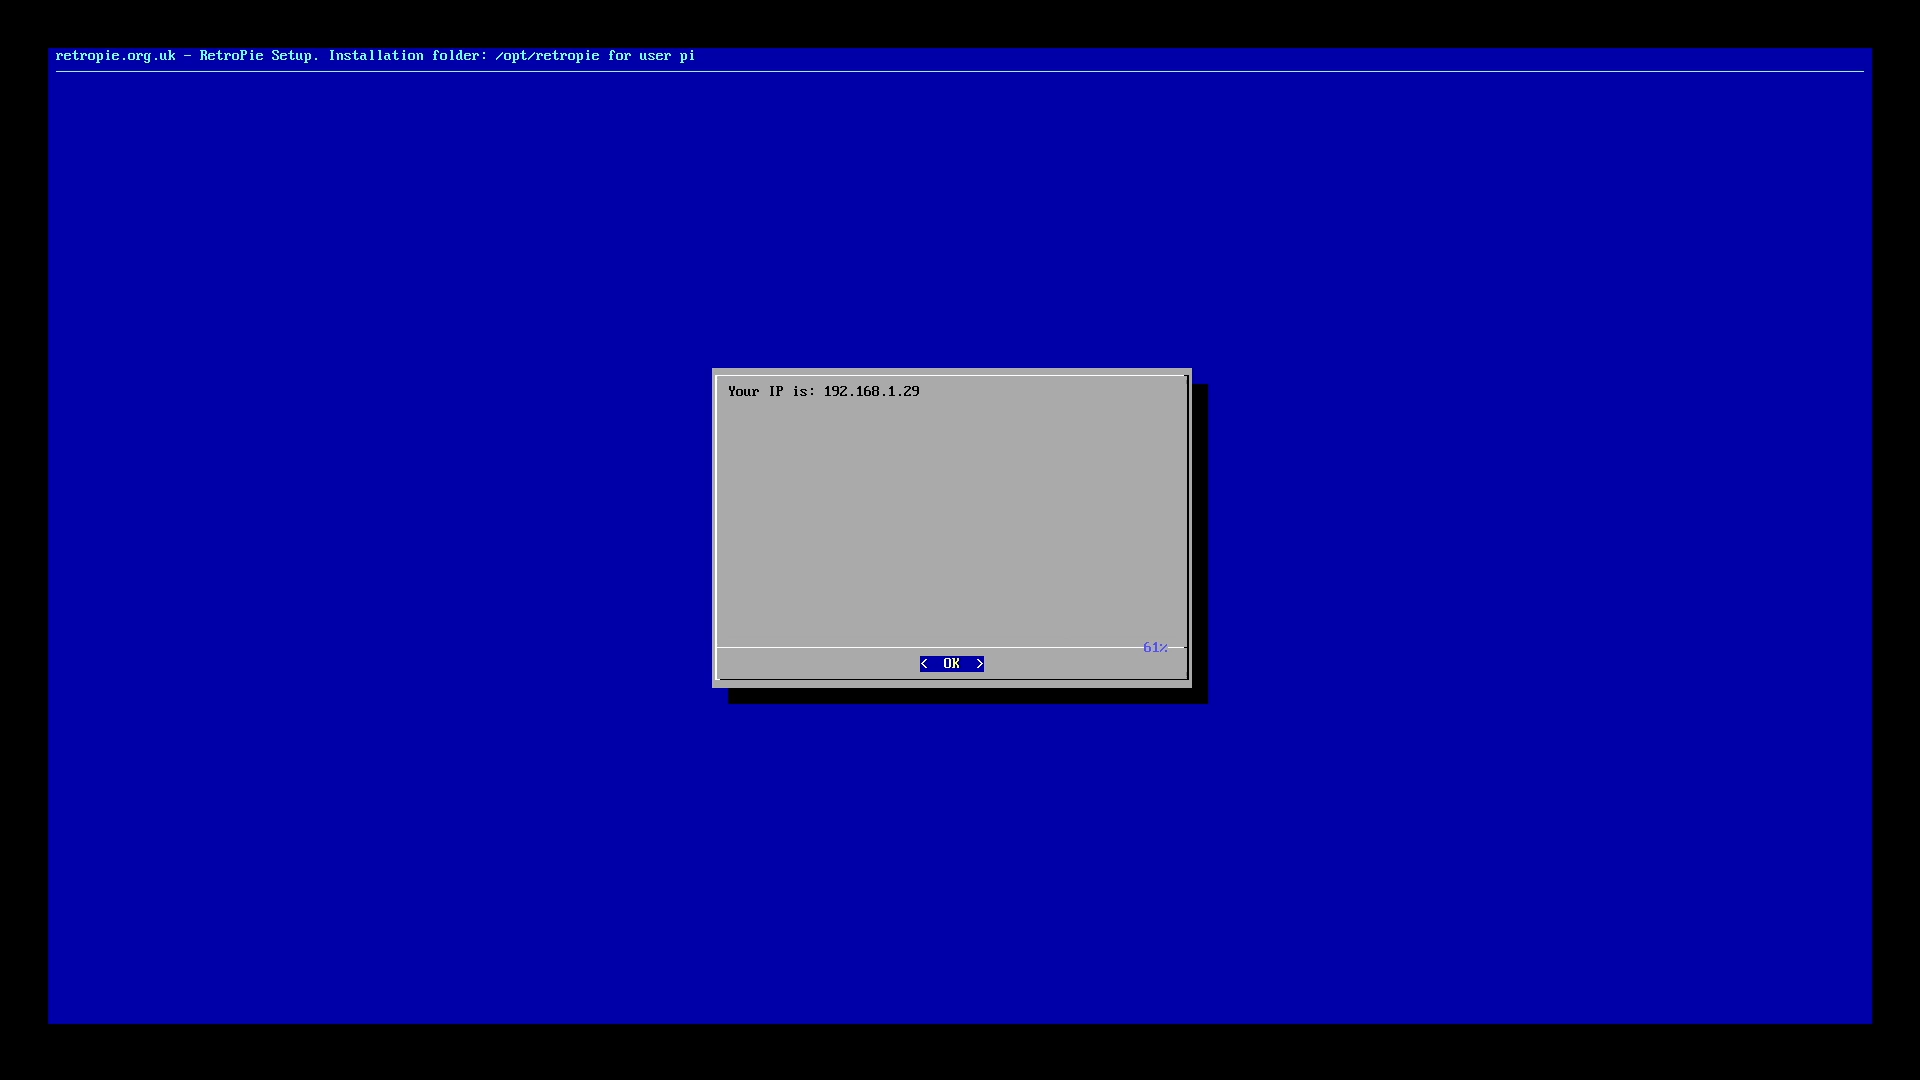 retropie.org.uk - RetroPie Setup. Installation folder: /opt/retropie for user pi
Your IP is: 192.168.1.29
61%
< OK >